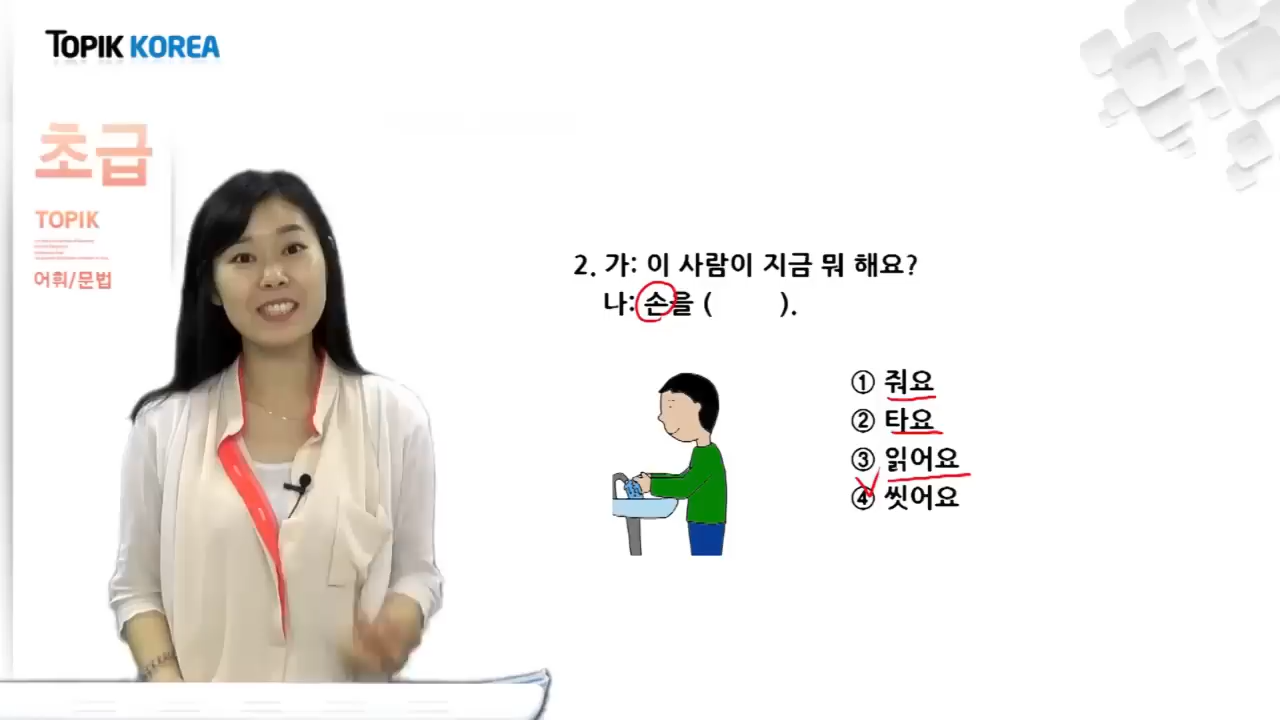 TOPIK KOREA
초급
TOPIK
어휘/문법
2. 가: 이 사람이 지금 뭐 해요?
나: 손을 (        ).
① 줘요
② 타요
③ 읽어요
④ 씻어요